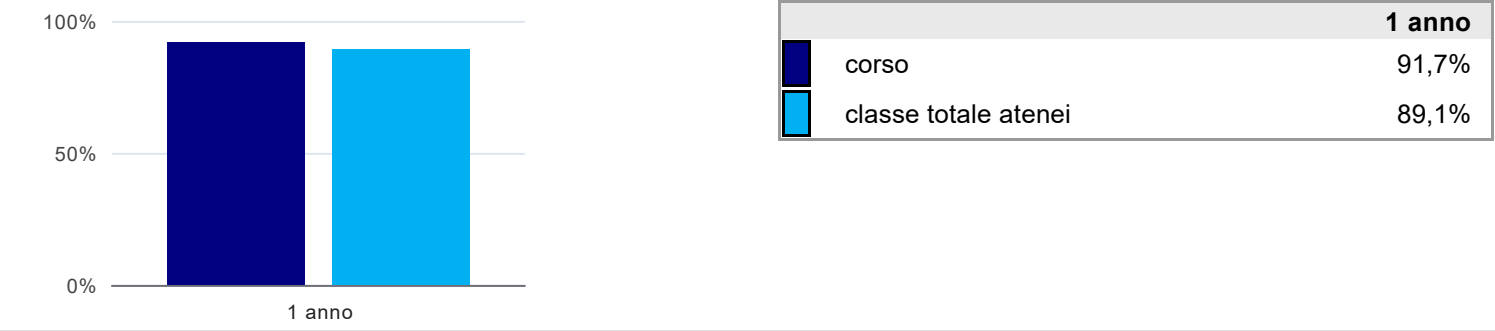 100%
50%
0%
1 anno
1 anno
corso 91,7%
classe totale atenei 89,1%